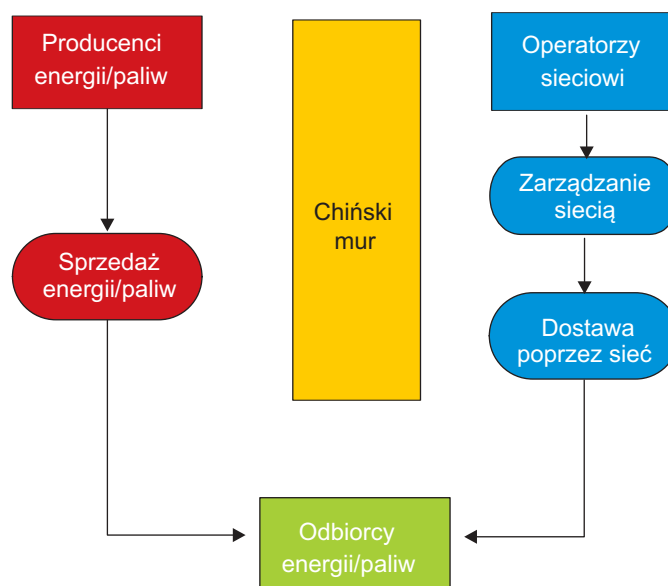 Producenci
energii/paliw
Sprzedaż
energii/paliw
Chiński
mur
Operatorzy
sieciowi
Zarządzanie
siecią
Dostawa
poprzez sieć
Odbiorcy
energii/paliw